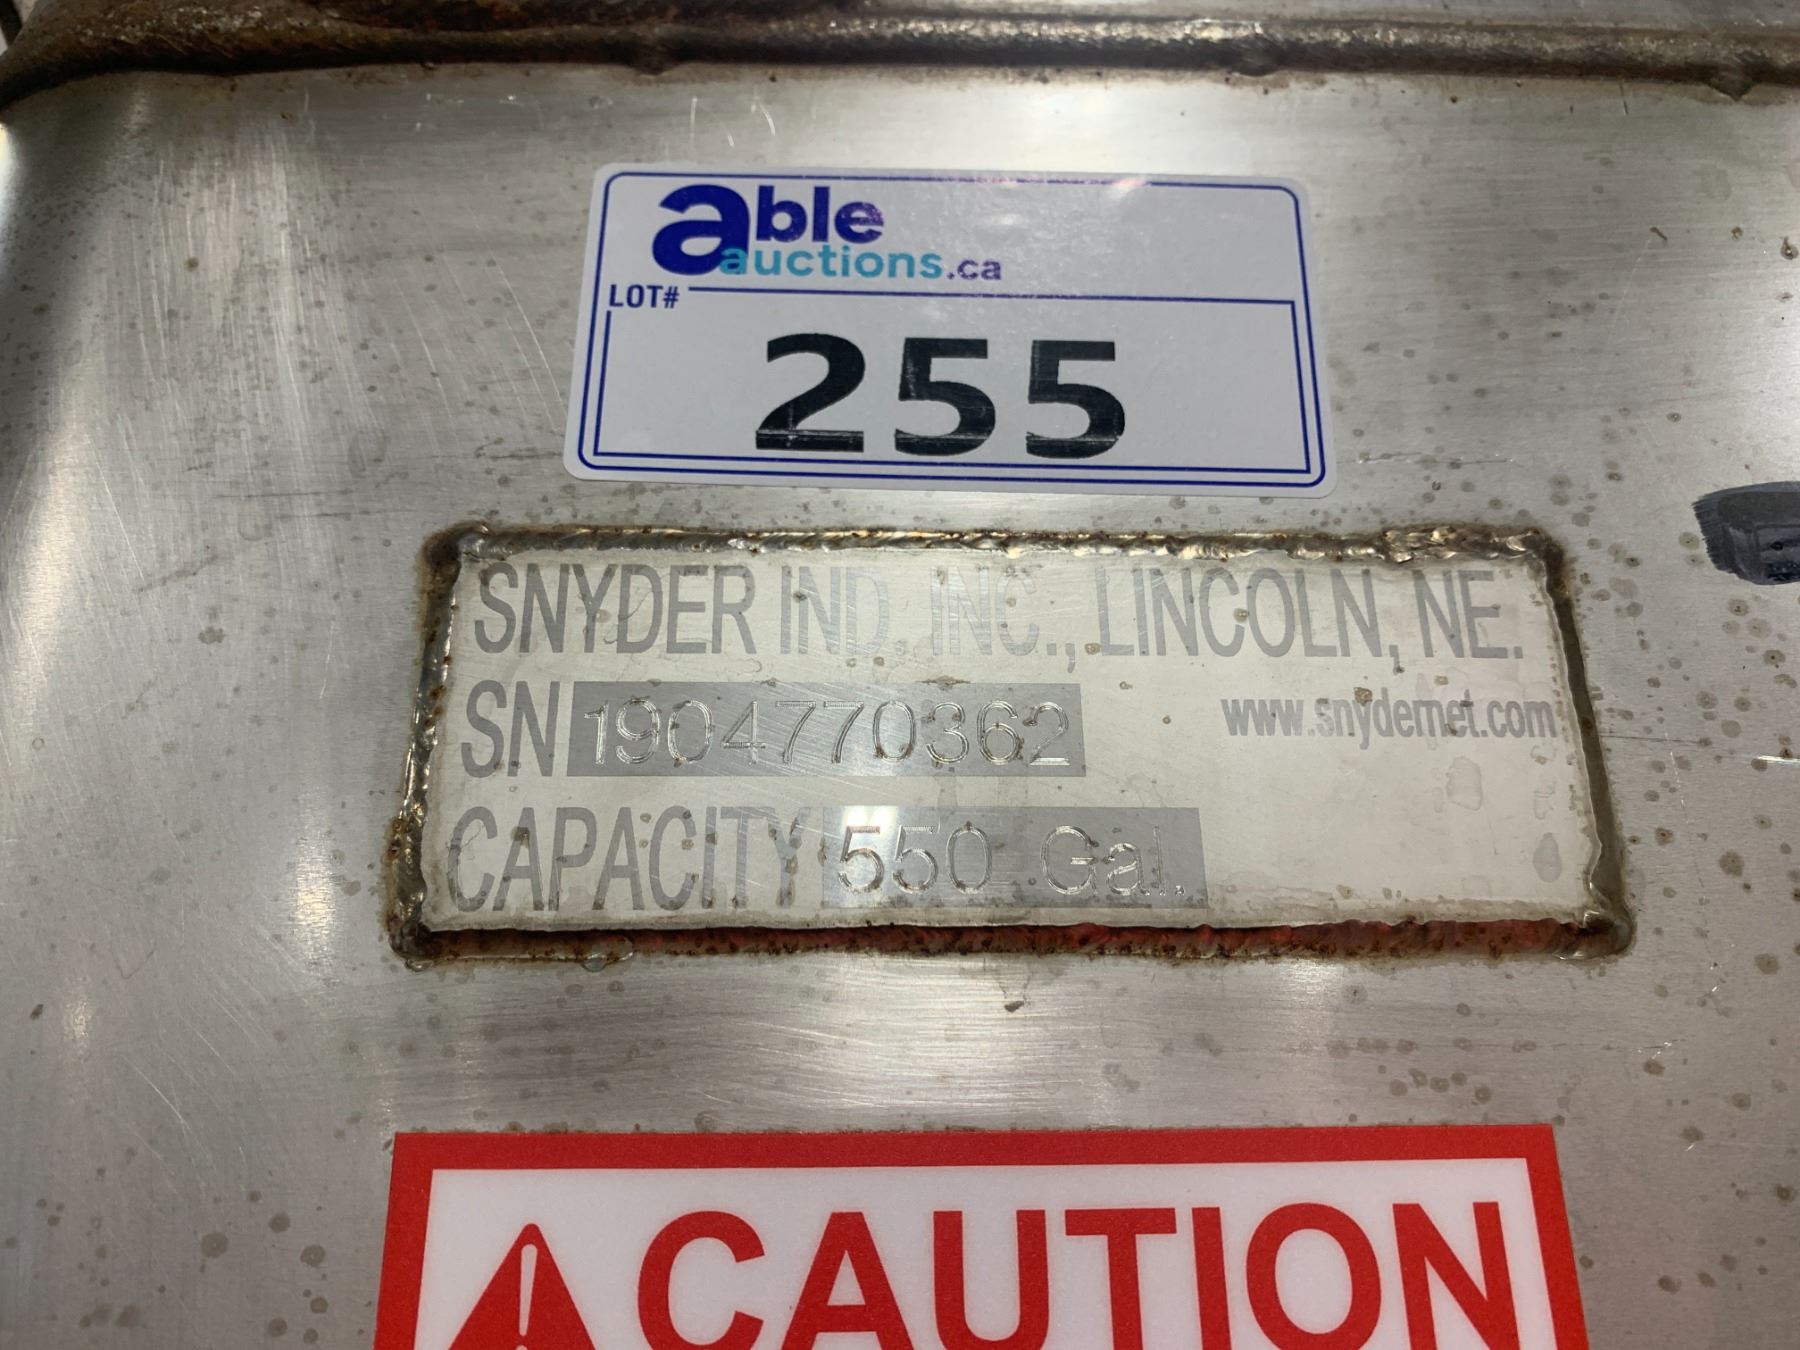 able
auctions.ca
LOT#
255
SNYDER IND. INC., LINCOLN, NE.
SN 1904770362 www.snydernet.com
CAPACITY 550 Gal.
CAUTION